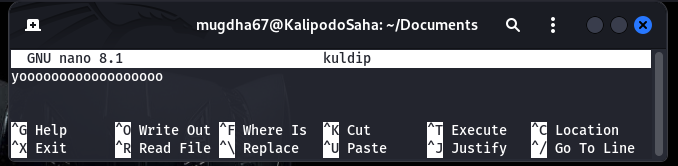 mugdha67@KalipodoSaha: ~/Documents
GNU nano 8.1 kuldip
yoooooooooooooooooo
^G Help ^O Write Out ^F Where Is ^K Cut ^T Execute ^C Location
^X Exit ^R Read File ^\ Replace ^U Paste ^J Justify ^/ Go To Line